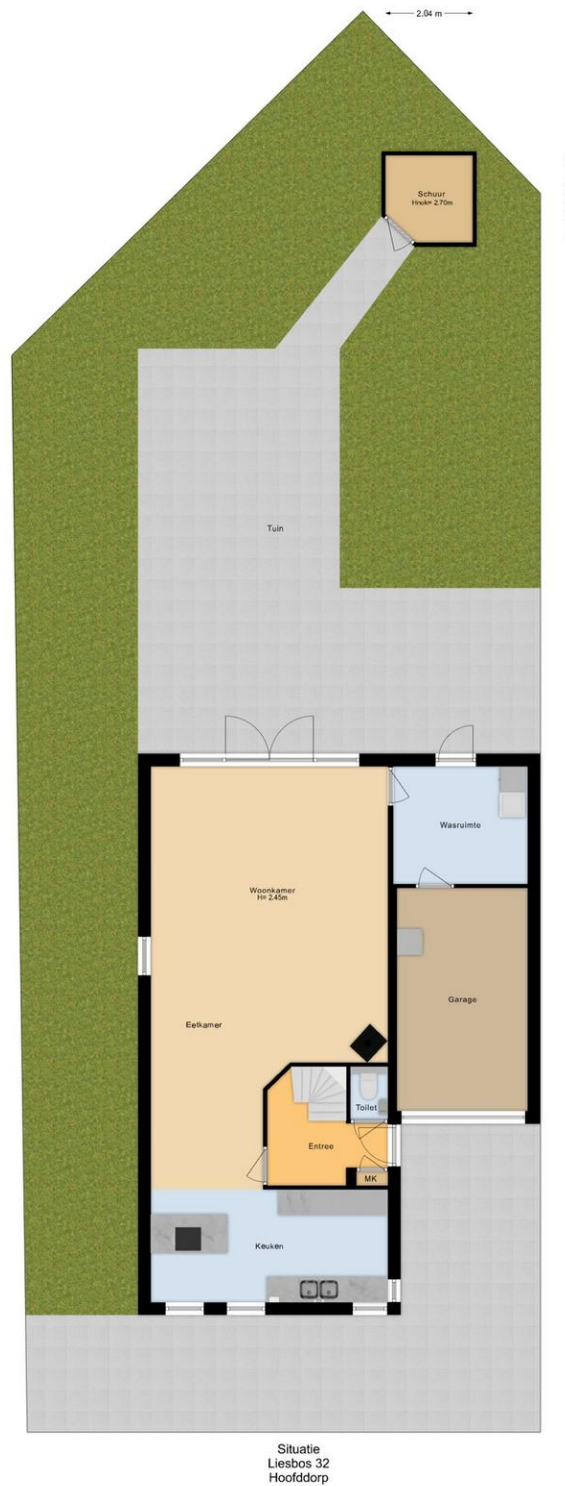 2.04 m
Schuur
Hnok= 2.70m
Tuin
Wasruimte
Woonkamer
H= 2.45m
Garage
Eetkamer
Toilet
Entree
MK
Keuken
Situatie
Liesbos 32
Hoofddorp